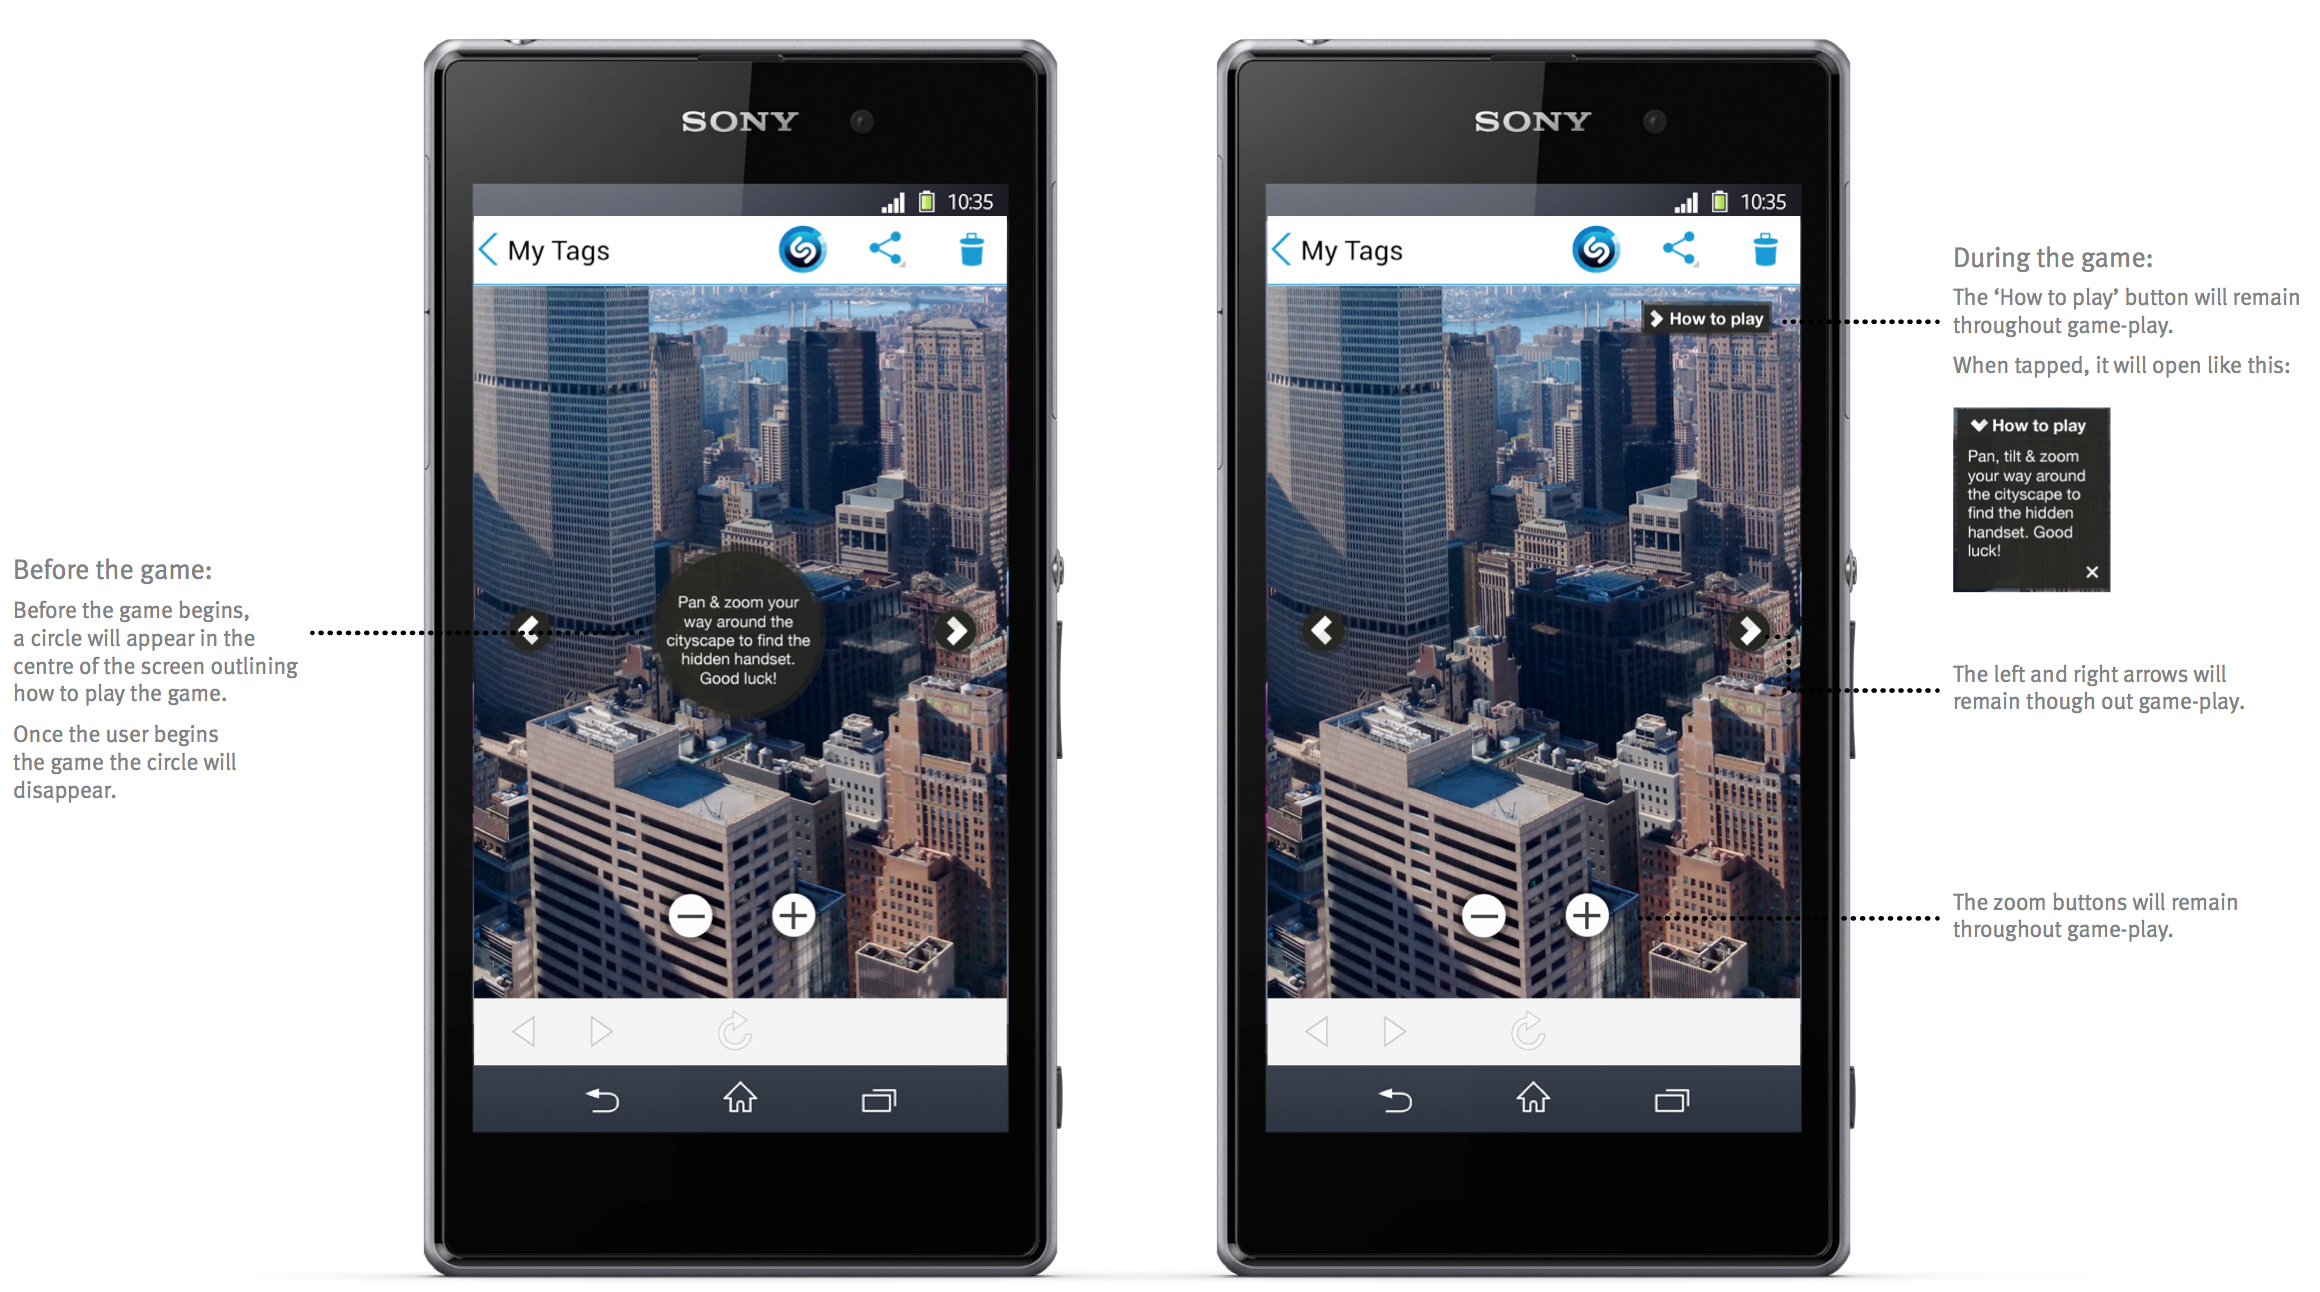 Before the game:
Before the game begins,
a circle will appear in the
centre of the screen outlining
how to play the game.
Once the user begins
the game the circle will
disappear.
SONY
10:35
My Tags
Pan & zoom your
way around the
cityscape to find the
hidden handset.
Good luck!
SONY
10:35
My Tags
How to play
During the game:
The ‘How to play’ button will remain
throughout game-play.
When tapped, it will open like this:
How to play
Pan, tilt & zoom
your way around
the cityscape to
find the hidden
handset. Good
luck!
The left and right arrows will
remain though out game-play.
The zoom buttons will remain
throughout game-play.